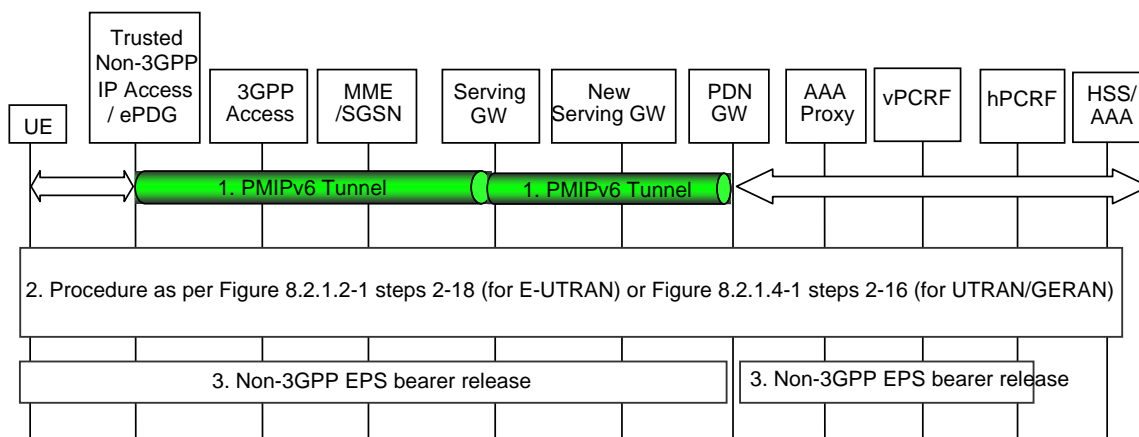 UE
Trusted
Non-3GPP
IP Access
/ ePDG
3GPP
Access
MME
/SGSN
Serving
GW
New
Serving GW
PDN
GW
AAA
Proxy
vPCRF
hPCRF
HSS/
AAA
1. PMIPv6 Tunnel
1. PMIPv6 Tunnel
2. Procedure as per Figure 8.2.1.2-1 steps 2-18 (for E-UTRAN) or Figure 8.2.1.4-1 steps 2-16 (for UTRAN/GERAN)
3. Non-3GPP EPS bearer release
3. Non-3GPP EPS bearer release